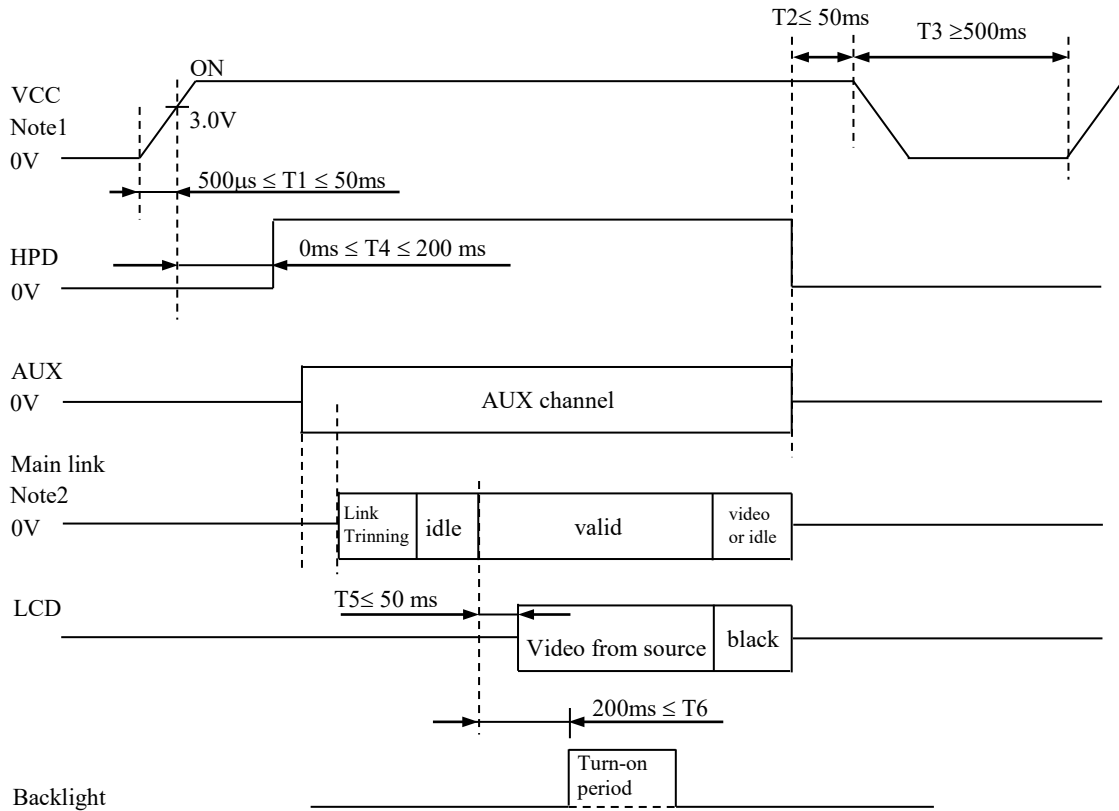 T2≤ 50ms
T3 ≥500ms
ON
VCC
Note1
3.0V
0V
500μs ≤ T1 ≤ 50ms
HPD
0ms ≤ T4 ≤ 200 ms
0V
AUX
0V
AUX channel
Main link
Note2
0V
Link
Trinning
idle
valid
video
or idle
T5≤ 50 ms
LCD
Video from source
black
200ms ≤ T6
Turn-on
period
Backlight